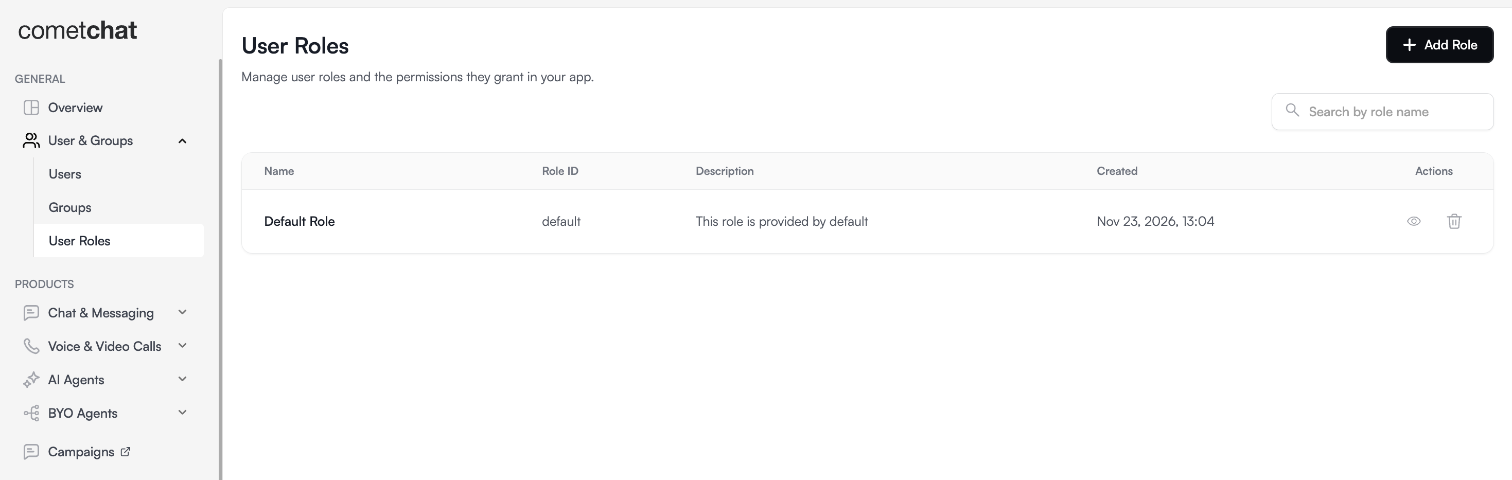 cometchat
GENERAL
Overview
User & Groups
Users
Groups
User Roles
PRODUCTS
Chat & Messaging
Voice & Video Calls
AI Agents
BYO Agents
Campaigns
User Roles
Manage user roles and the permissions they grant in your app.
+ Add Role
Search by role name
Name Role ID Description Created Actions
Default Role default This role is provided by default Nov 23, 2026, 13:04